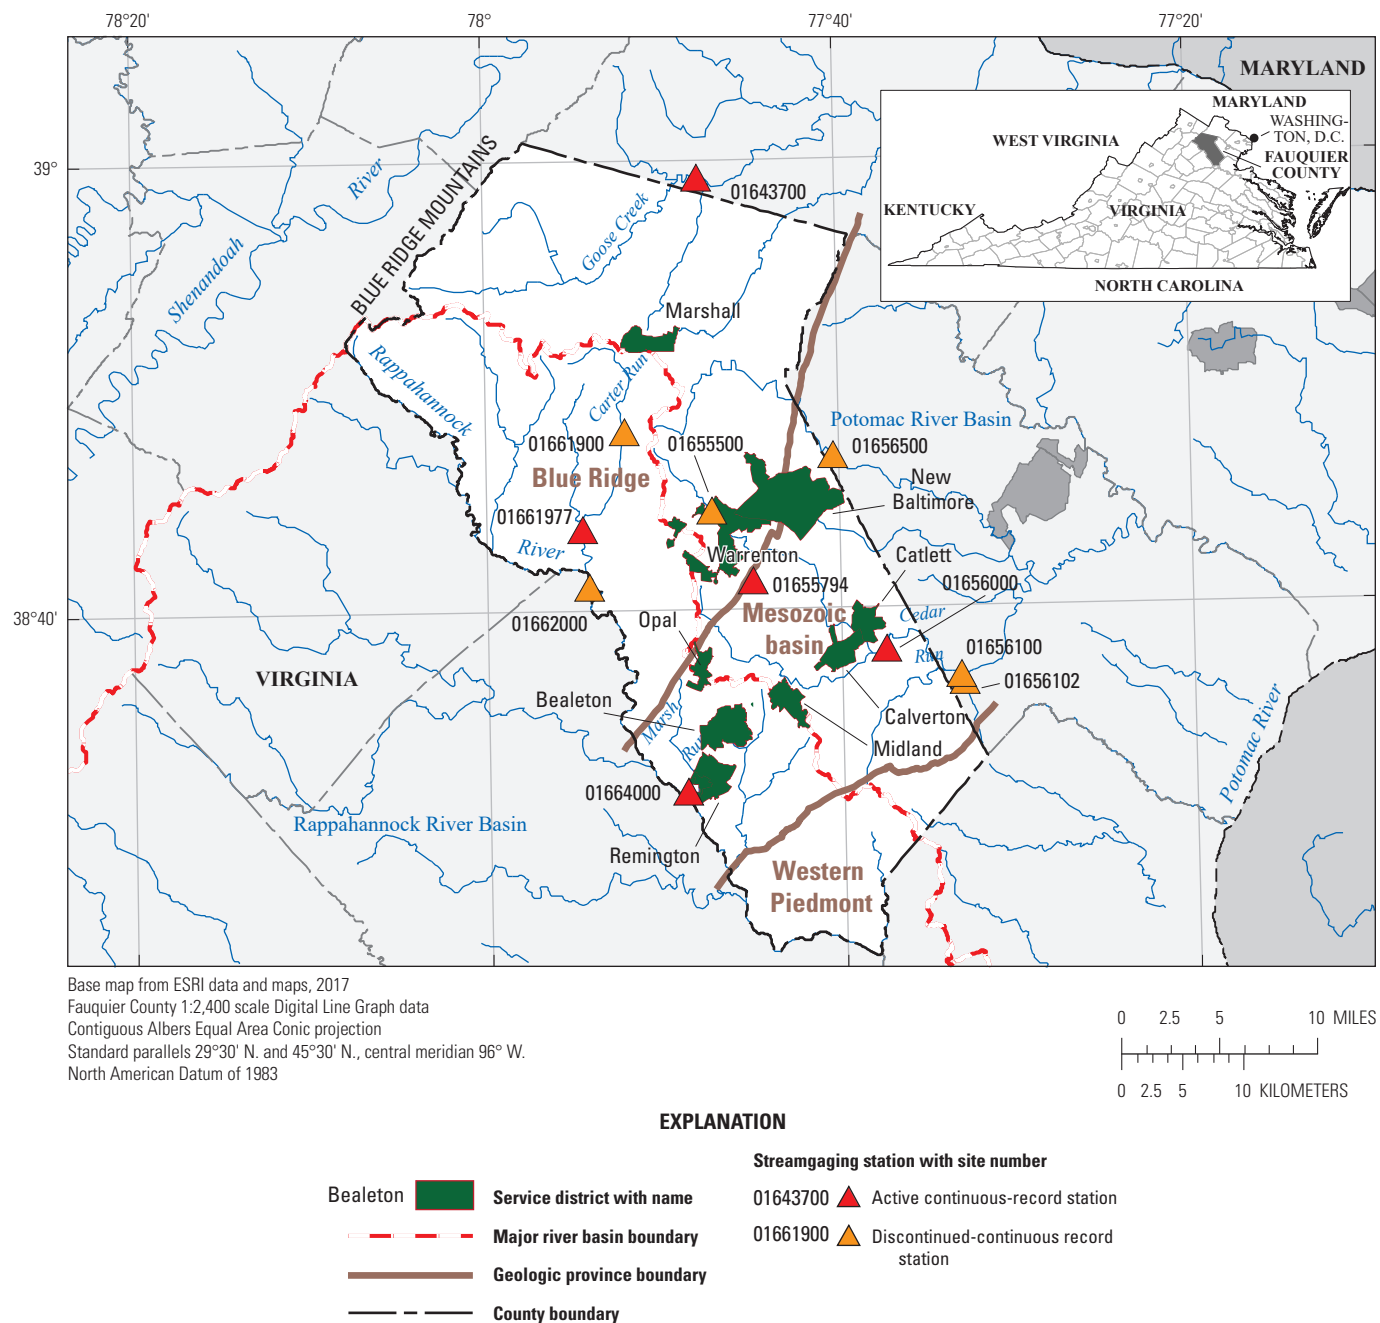 78°20'
78°
77°40'
77°20'
MARYLAND
MARYLAND
WASHING-
TON, D.C.
WEST VIRGINIA
FAUQUIER
COUNTY
KENTUCKY
VIRGINIA
NORTH CAROLINA
39°
River
BLUE RIDGE MOUNTAINS
01643700
Goose Creek
Shenandoah
Marshall
Rappahannock
Carter Run
Potomac River Basin
01661900
01655500
01656500
Blue Ridge
New
Baltimore
01661977
River
Warrenton
Catlett
01655794
01656000
38°40'
01662000
Opal
Mesozoic
basin
Cedar
Run
01656100
01656102
VIRGINIA
Bealeton
Marsh
Run
Calverton
Midland
Potomac River
01664000
Rappahannock River Basin
Remington
Western
Piedmont
Base map from ESRI data and maps, 2017
Fauquier County 1:2,400 scale Digital Line Graph data
Contiguous Albers Equal Area Conic projection
Standard parallels 29°30' N. and 45°30' N., central meridian 96° W.
North American Datum of 1983
0 2.5 5 10 MILES
0 2.5 5 10 KILOMETERS
EXPLANATION
Bealeton Service district with name
Major river basin boundary
Geologic province boundary
County boundary
Streamgaging station with site number
01643700 Active continuous-record station
01661900 Discontinued-continuous record
station